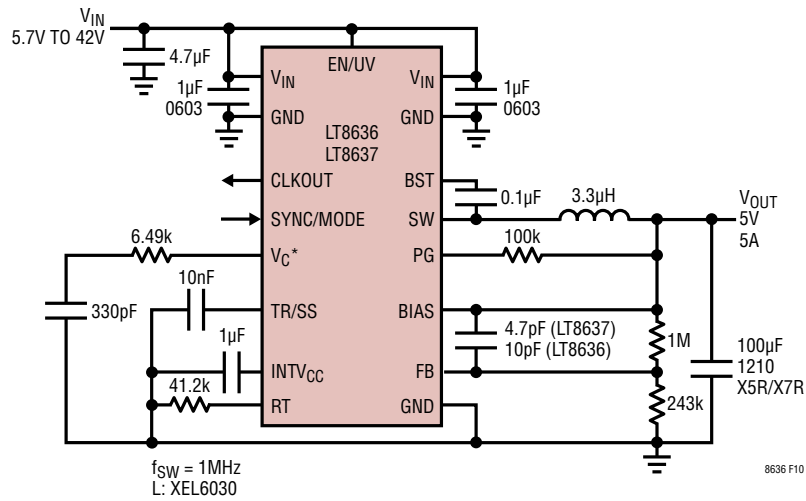 V_IN
5.7V TO 42V
4.7µF
1µF
0603
V_IN
GND
EN/UV
V_IN
GND
1µF
0603
LT8636
LT8637
CLKOUT
BST
0.1µF
3.3µH
V_OUT
5V
5A
SYNC/MODE
SW
6.49k
V_C*
PG
100k
10nF
330pF
TR/SS
BIAS
4.7pF (LT8637)
10pF (LT8636)
1M
100µF
1210
X5R/X7R
1µF
INTV_CC
FB
41.2k
RT
GND
243k
f_SW = 1MHz
L: XEL6030
8636 F10